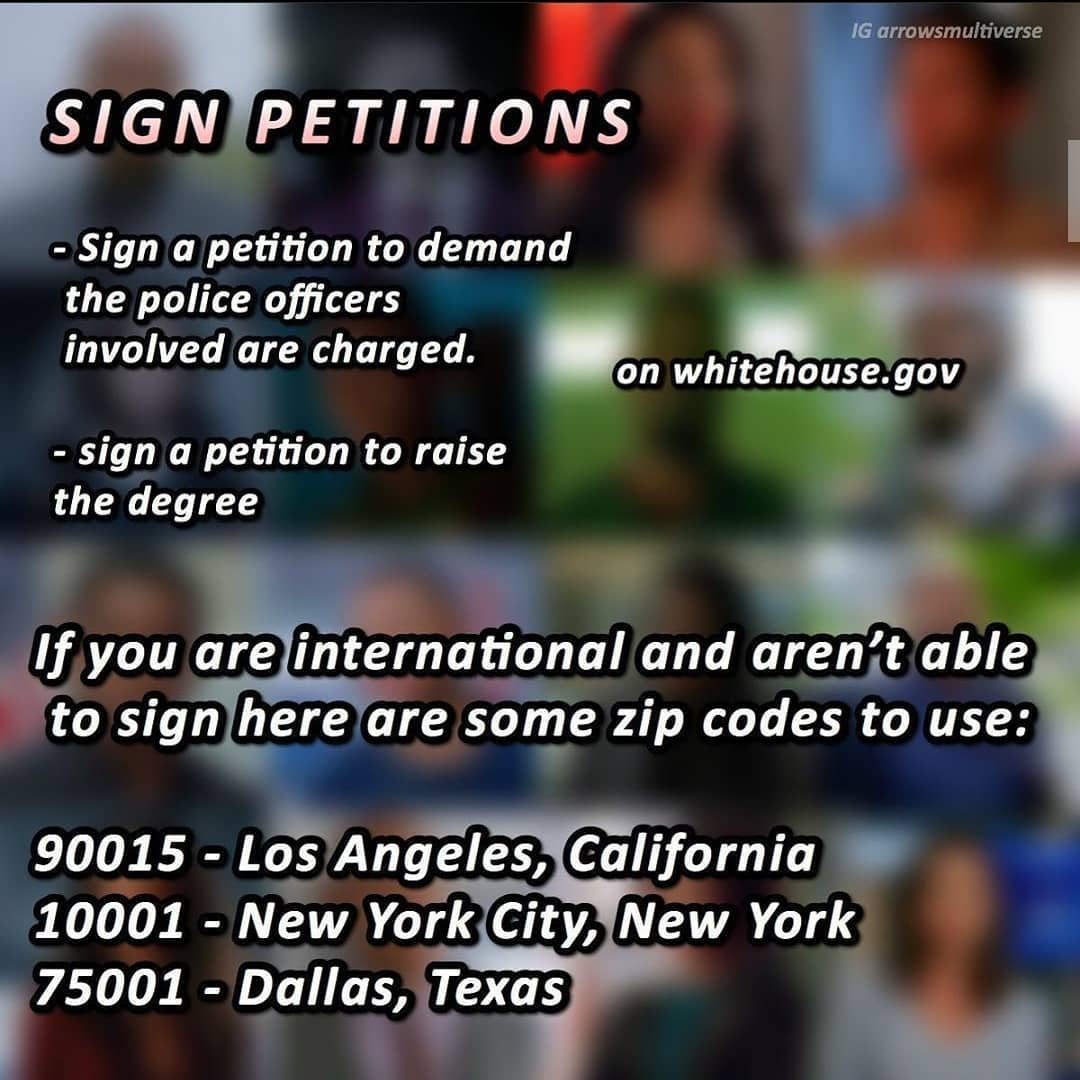 IG arrowsmultiverse
SIGN PETITIONS
- Sign a petition to demand
the police officers
involved are charged.
on whitehouse.gov
- sign a petition to raise
the degree
If you are international and aren’t able
to sign here are some zip codes to use:
90015 - Los Angeles, California
10001 - New York City, New York
75001 - Dallas, Texas